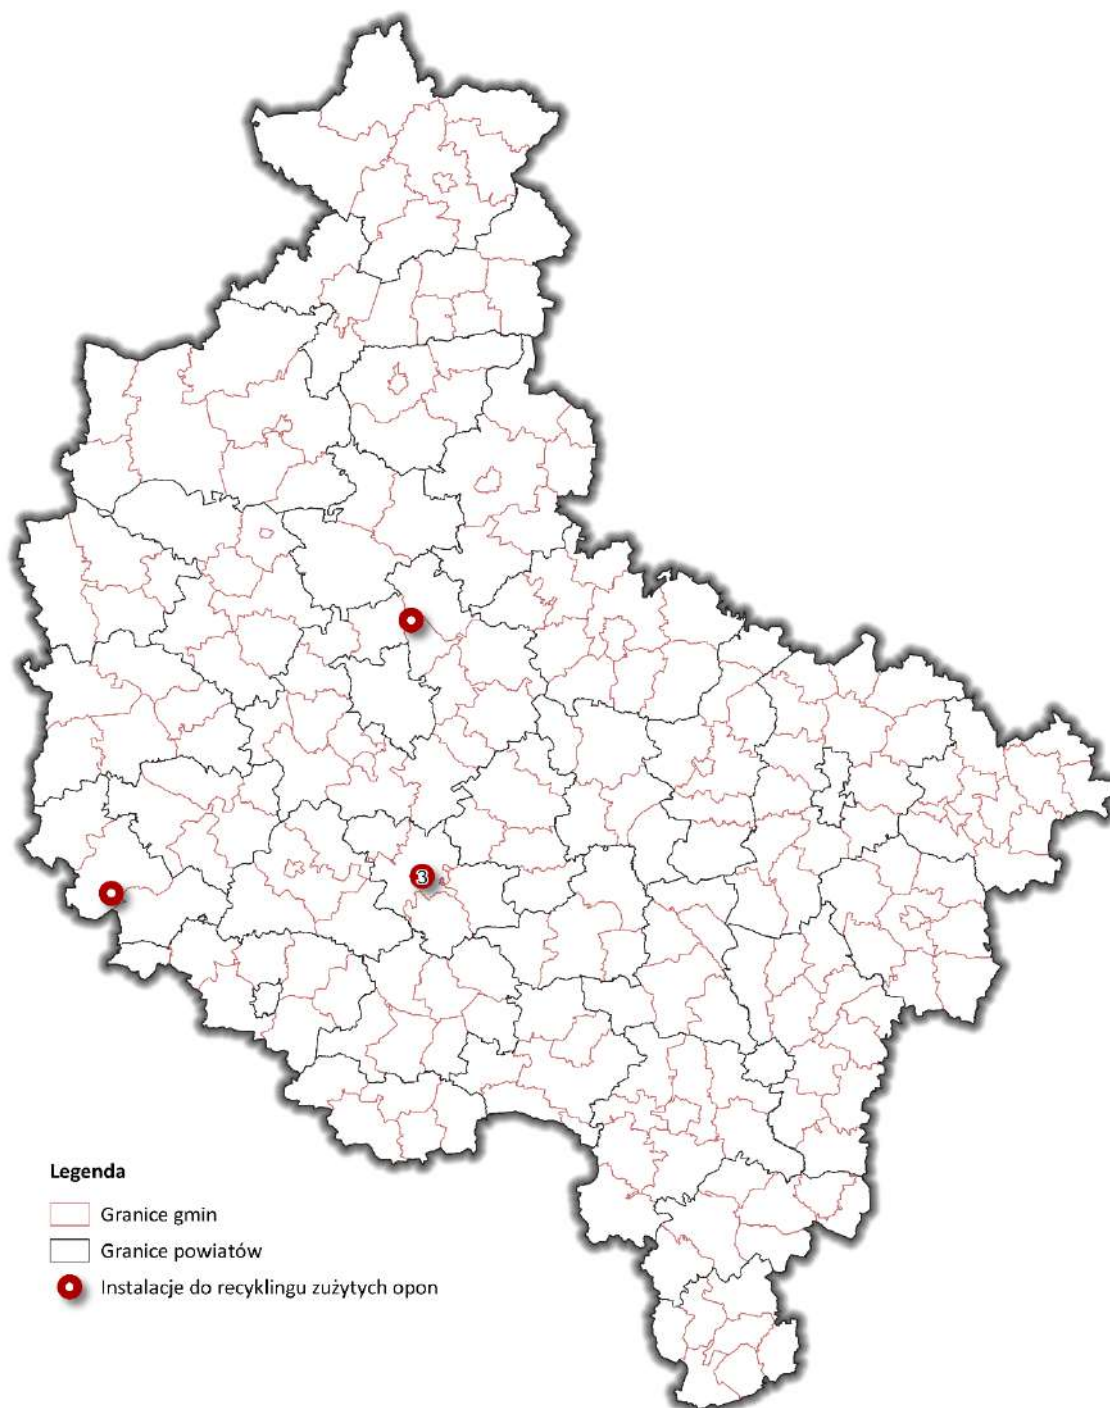 3
Legenda
Granice gmin
Granice powiatów
Instalacje do recyklingu zużytych opon